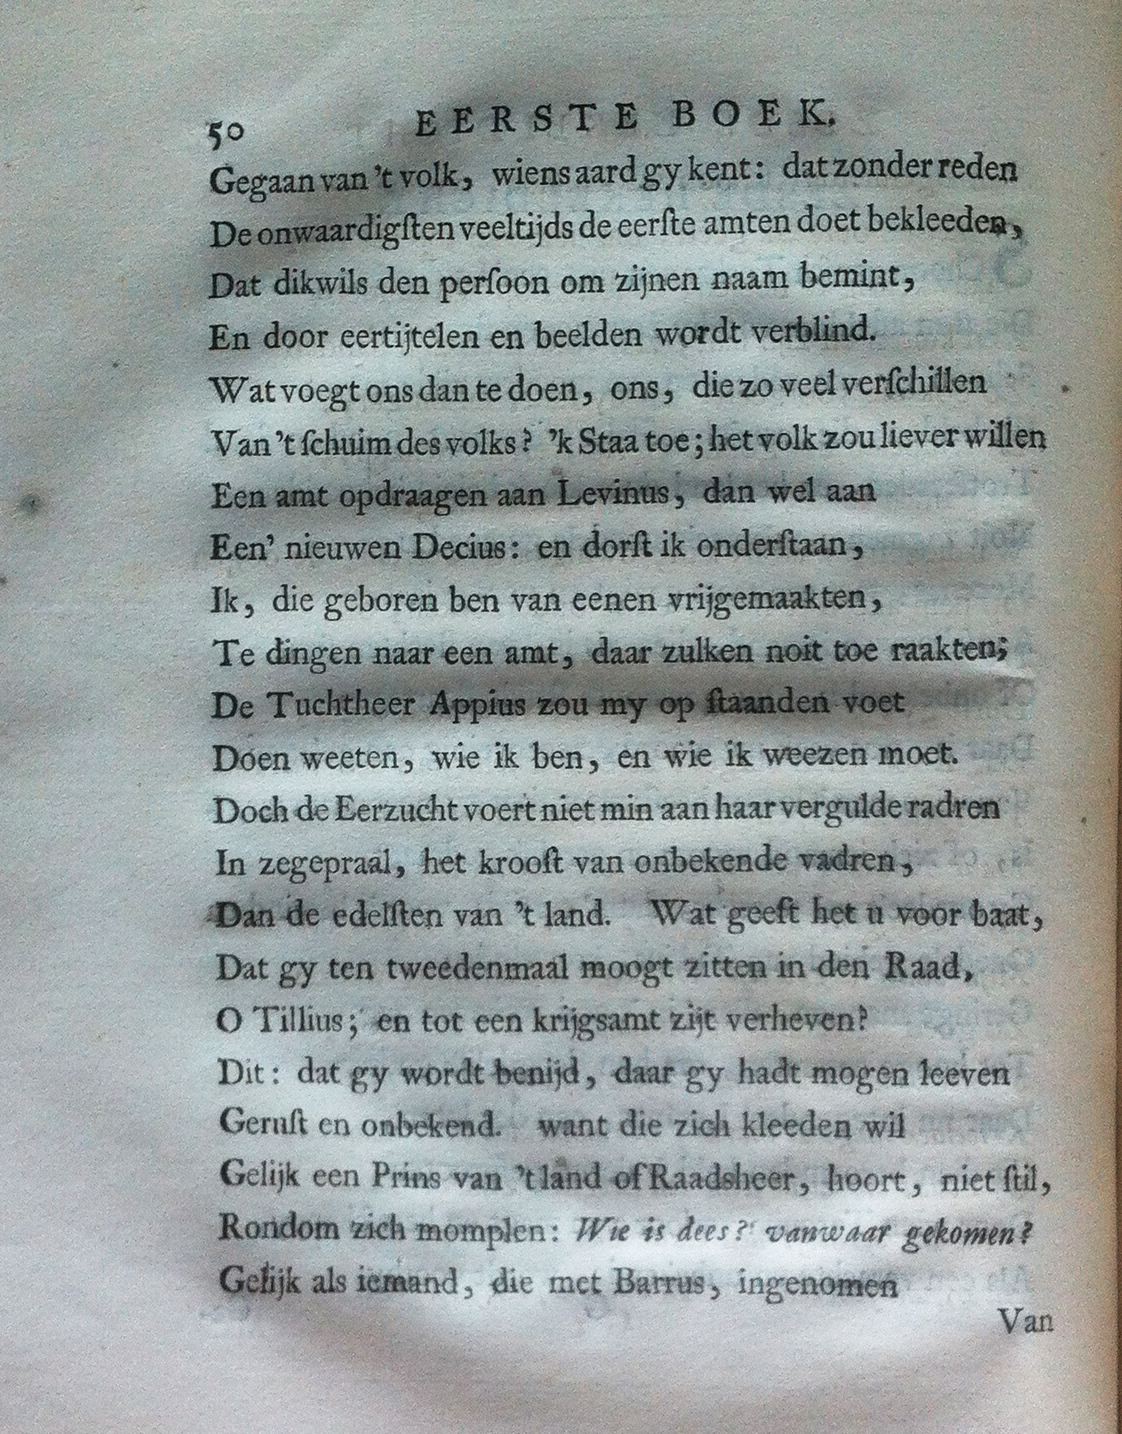 50 EERSTE BOEK.
Gegaan van 't volk, wiens aard gy kent: dat zonder reden
De onwaardigſten veeltijds de eerſte amten doet bekleeden,
Dat dikwils den perſoon om zijnen naam bemint,
En door eertijtelen en beelden wordt verblind.
Wat voegt ons dan te doen, ons, die zo veel verſchillen
Van 't ſchuim des volks? 'k Staa toe; het volk zou liever willen
Een amt opdraagen aan Levinus, dan wel aan
Een' nieuwen Decius: en dorſt ik onderſtaan,
Ik, die geboren ben van eenen vrijgemaakten,
Te dingen naar een amt, daar zulken noit toe raakten;
De Tuchtheer Appius zou my op ſtaanden voet
Doen weeten, wie ik ben, en wie ik weezen moet.
Doch de Eerzucht voert niet min aan haar vergulde radren
In zegepraal, het krooſt van onbekende vadren,
Dan de edelſten van 't land. Wat geeft het u voor baat,
Dat gy ten tweedenmaal moogt zitten in den Raad,
O Tillius; en tot een krijgsamt zijt verheven?
Dit: dat gy wordt benijd, daar gy hadt mogen leeven
Geruſt en onbekend. want die zich kleeden wil
Gelijk een Prins van 't land of Raadsheer, hoort, niet ſtil,
Rondom zich momplen: Wie is dees? vanwaar gekomen?
Gelijk als iemand, die met Barrus, ingenomen
Van